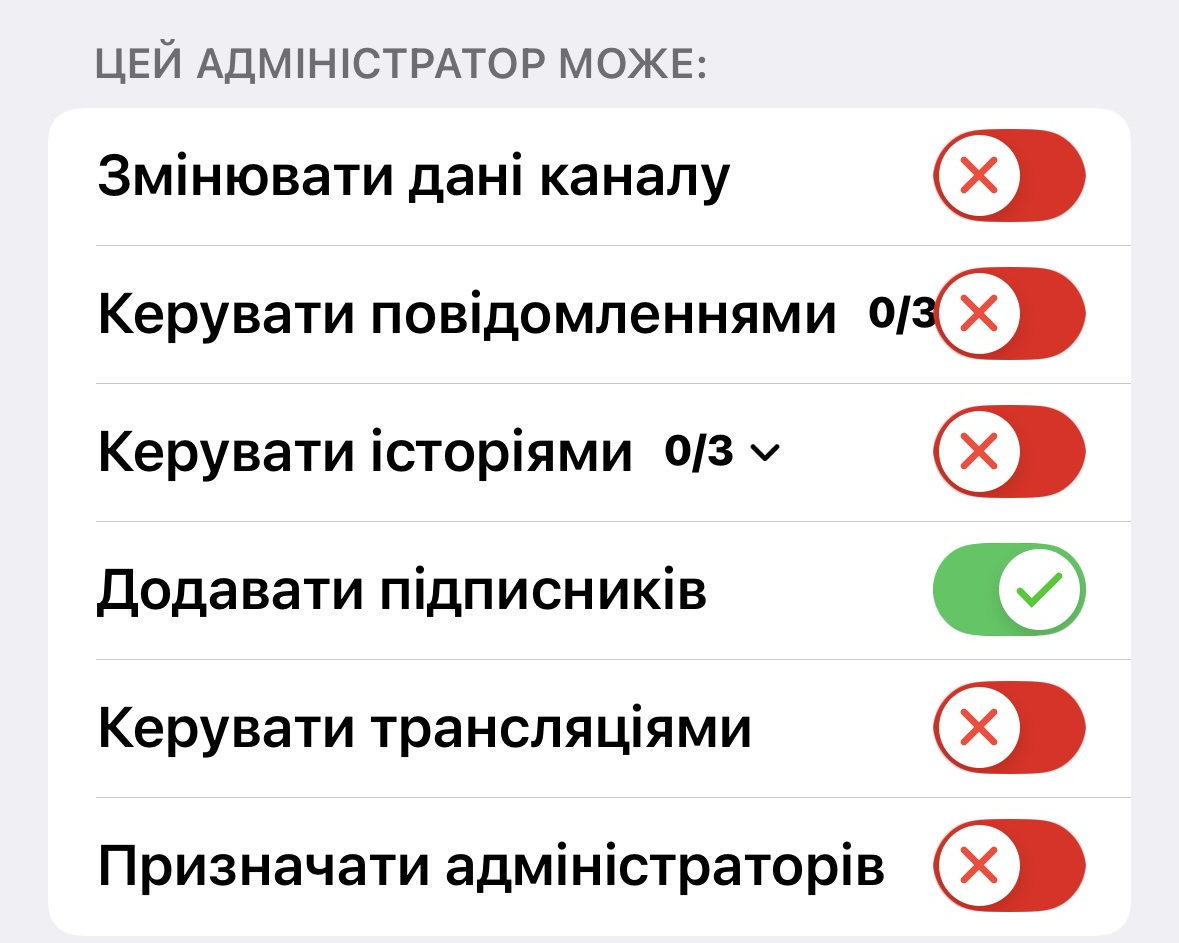 ЦЕЙ АДМІНІСТРАТОР МОЖЕ:
Змінювати дані каналу
Керувати повідомленнями 0/3
Керувати історіями 0/3
Додавати підписників
Керувати трансляціями
Призначати адміністраторів